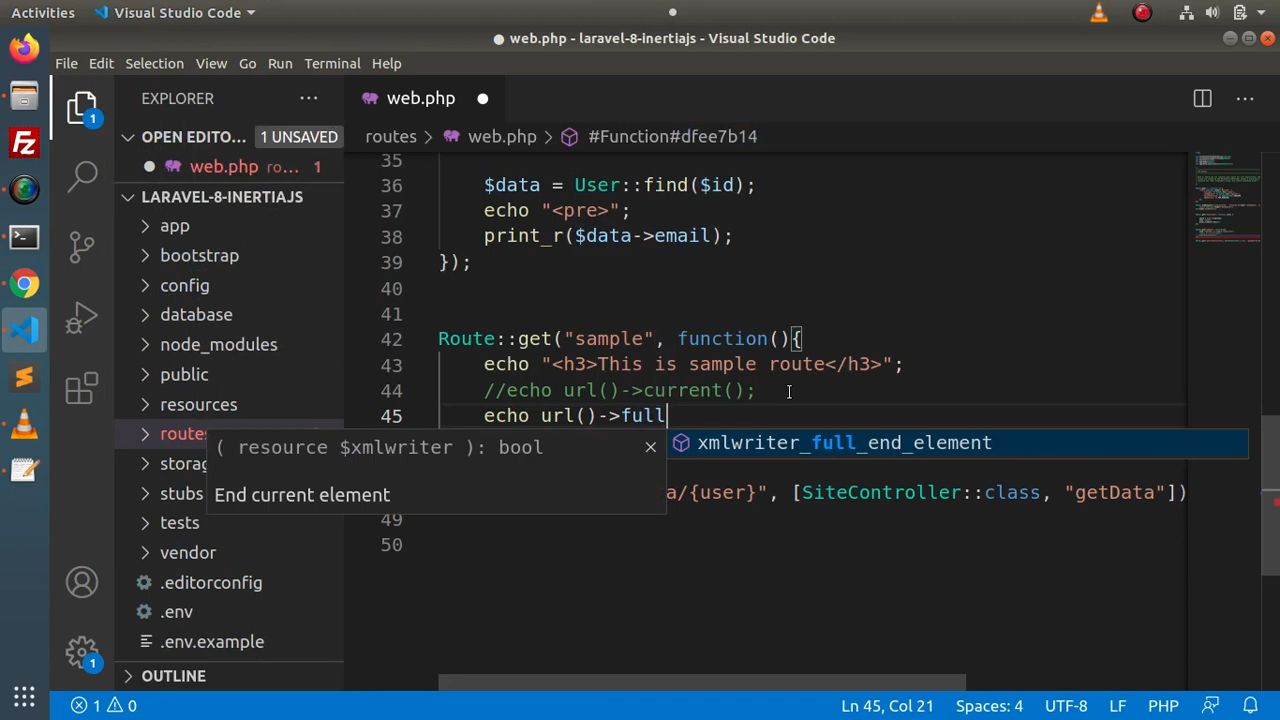 Activities Visual Studio Code
web.php - laravel-8-inertiajs - Visual Studio Code
File Edit Selection View Go Run Terminal Help
EXPLORER
web.php
OPEN EDITO... 1 UNSAVED
web.php ro... 1
LARAVEL-8-INERTIAJS
app
bootstrap
config
database
node_modules
public
resources
routes
storag
stubs
tests
vendor
.editorconfig
.env
.env.example
OUTLINE
1
1
routes > web.php > #Function#dfee7b14
35
36 $data = User::find($id);
37 echo "<pre>";
38 print_r($data->email);
39 });
40
41
42 Route::get("sample", function(){
43 echo "<h3>This is sample route</h3>";
44 //echo url()->current();
45 echo url()->full
( resource $xmlwriter ): bool
End current element
xmlwriter_full_end_element
a/{user}", [SiteController::class, "getData"])
49
50
1 0
Ln 45, Col 21 Spaces: 4 UTF-8 LF PHP